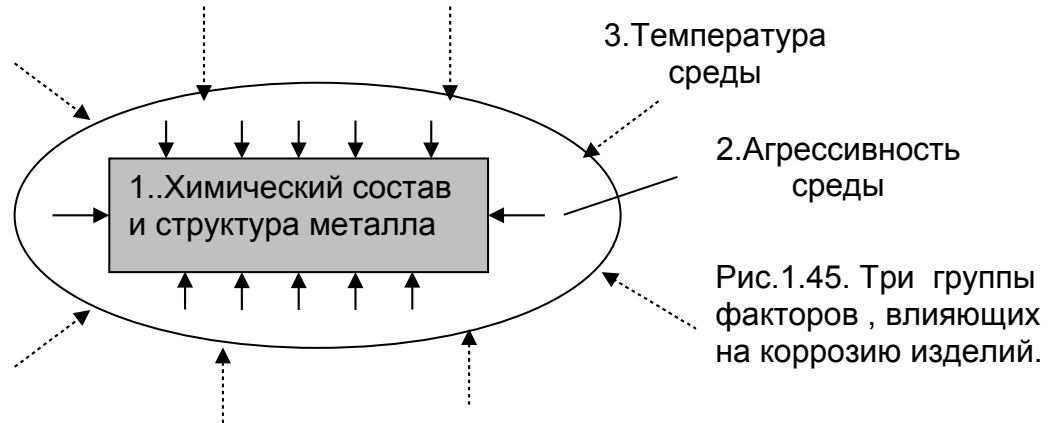 3.Температура
среды
2.Агрессивность
среды
1..Химический состав
и структура металла
Рис.1.45. Три группы
факторов , влияющих
на коррозию изделий.